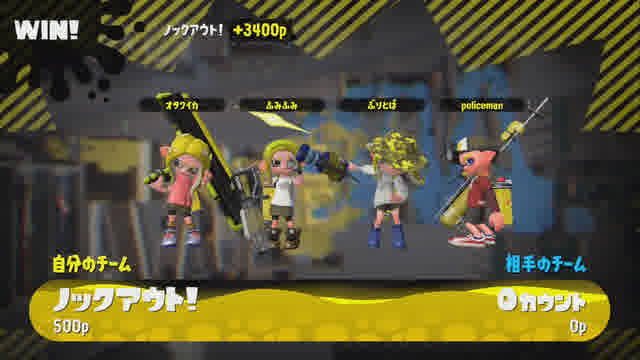 WIN!
ノックアウト! +3400p
オタワイカ
ふみふみ
ぷりとば
policeman
自分のチーム
相手のチーム
ノックアウト!
0カウント
500p
0p